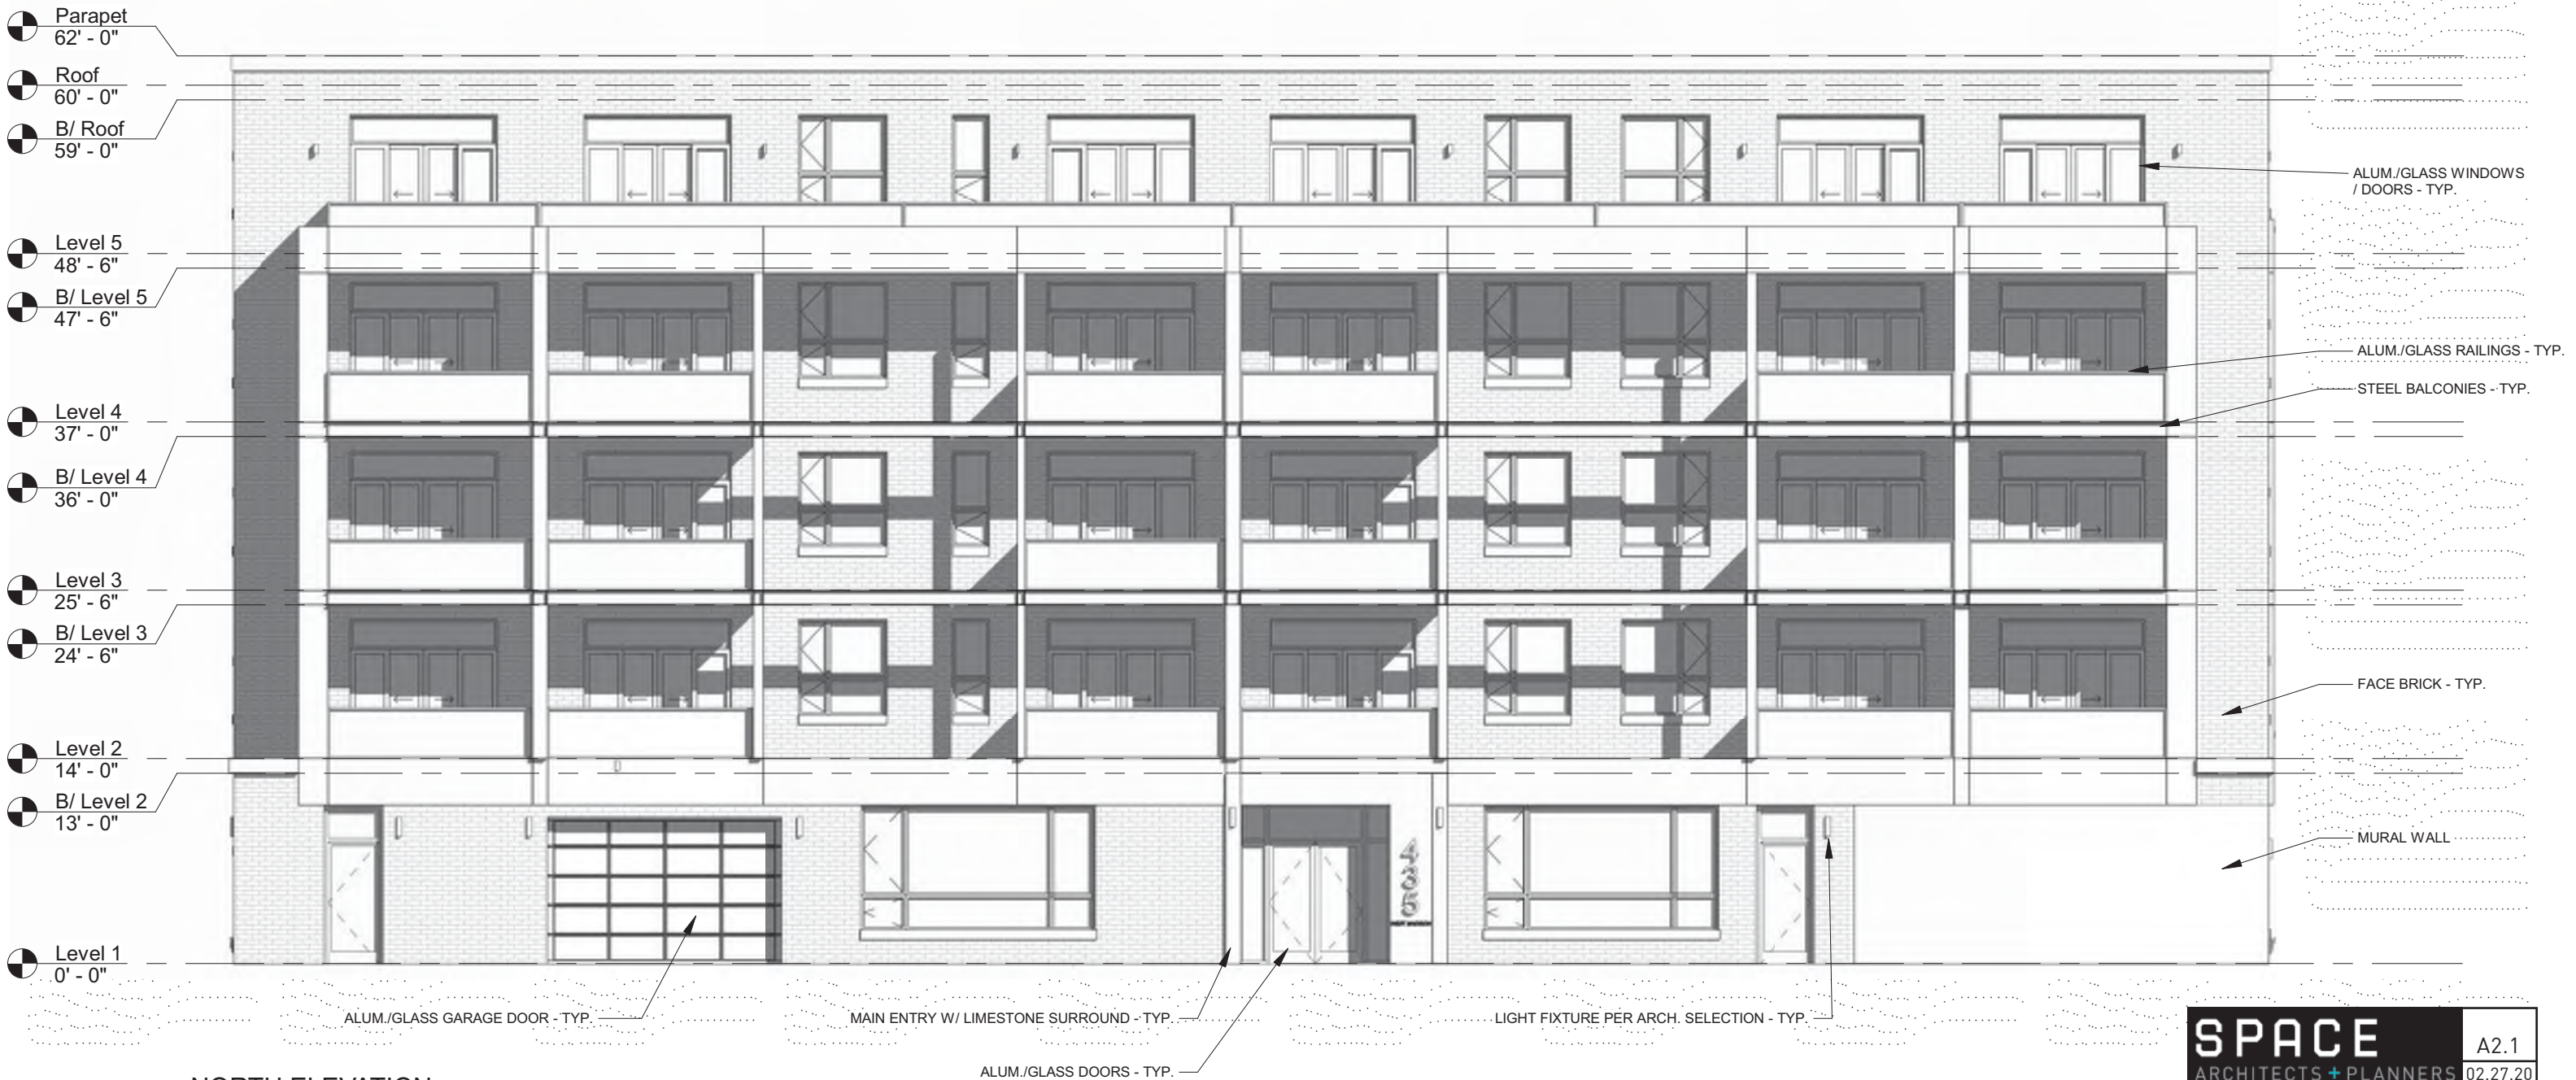 Parapet
62' - 0"
Roof
60' - 0"
B/ Roof
59' - 0"
Level 5
48' - 6"
B/ Level 5
47' - 6"
Level 4
37' - 0"
B/ Level 4
36' - 0"
Level 3
25' - 6"
B/ Level 3
24' - 6"
Level 2
14' - 0"
B/ Level 2
13' - 0"
Level 1
0' - 0"
ALUM./GLASS WINDOWS
/ DOORS - TYP.
ALUM./GLASS RAILINGS - TYP.
STEEL BALCONIES - TYP.
FACE BRICK - TYP.
MURAL WALL
ALUM./GLASS GARAGE DOOR - TYP.
MAIN ENTRY W/ LIMESTONE SURROUND - TYP.
LIGHT FIXTURE PER ARCH. SELECTION - TYP.
ALUM./GLASS DOORS - TYP.
NORTH ELEVATION
SPACE
ARCHITECTS + PLANNERS
A2.1
02.27.20